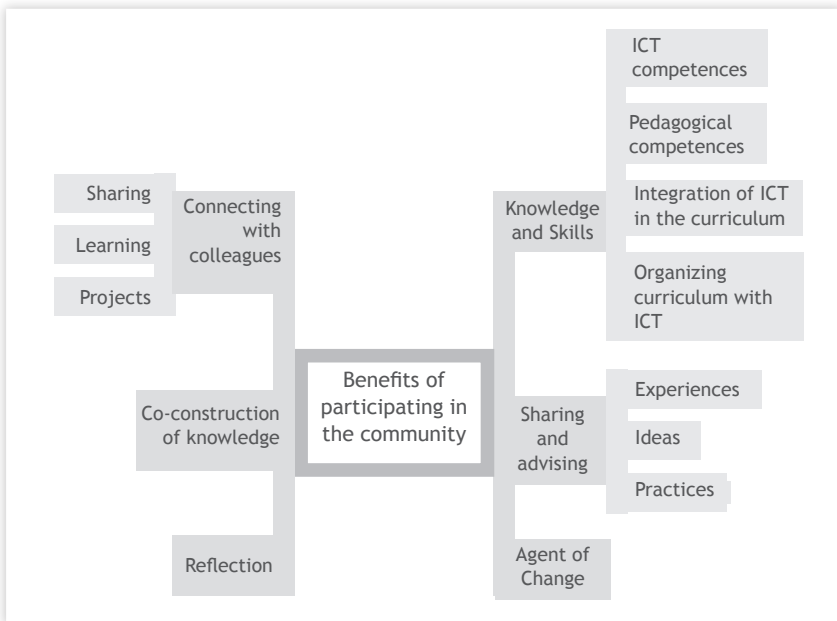 Benefits of
participating in
the community
Connecting
with
colleagues
Sharing
Learning
Projects
Co-construction
of knowledge
Reflection
Knowledge
and Skills
ICT
competences
Pedagogical
competences
Integration of ICT
in the curriculum
Organizing
curriculum with
ICT
Sharing
and
advising
Experiences
Ideas
Practices
Agent of
Change